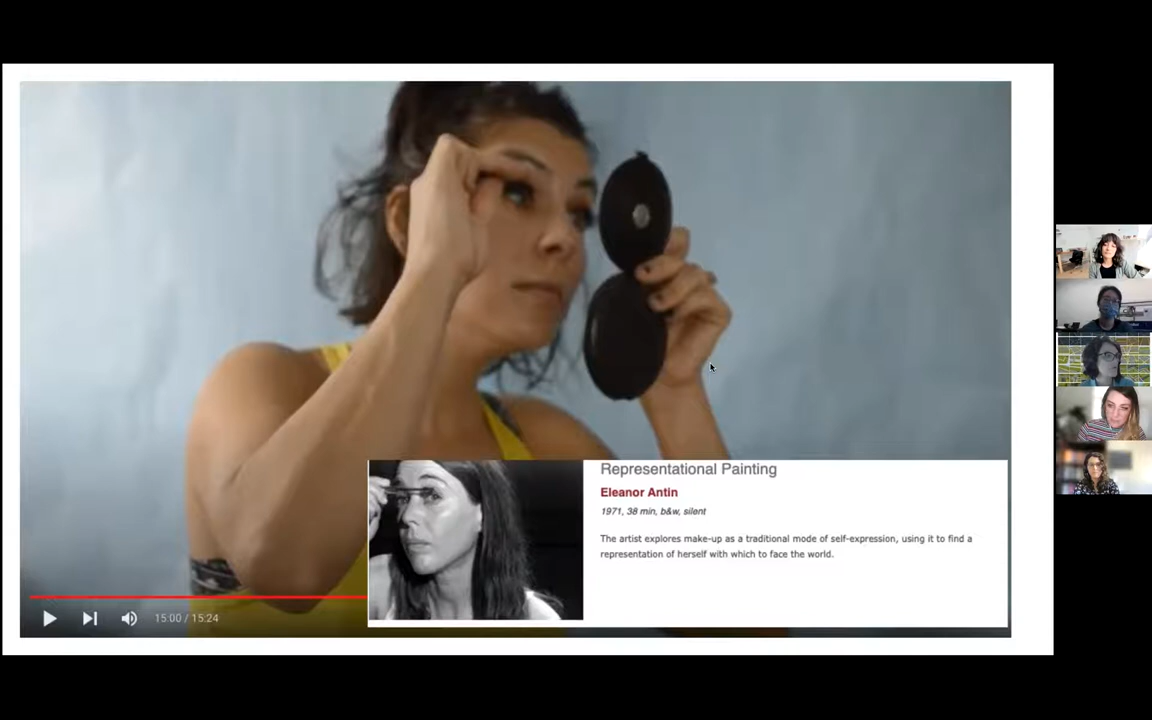 Representational Painting
Eleanor Antin
1971, 38 min, b&w, silent
The artist explores make-up as a traditional mode of self-expression, using it to find a
representation of herself with which to face the world.
15:00 / 15:24